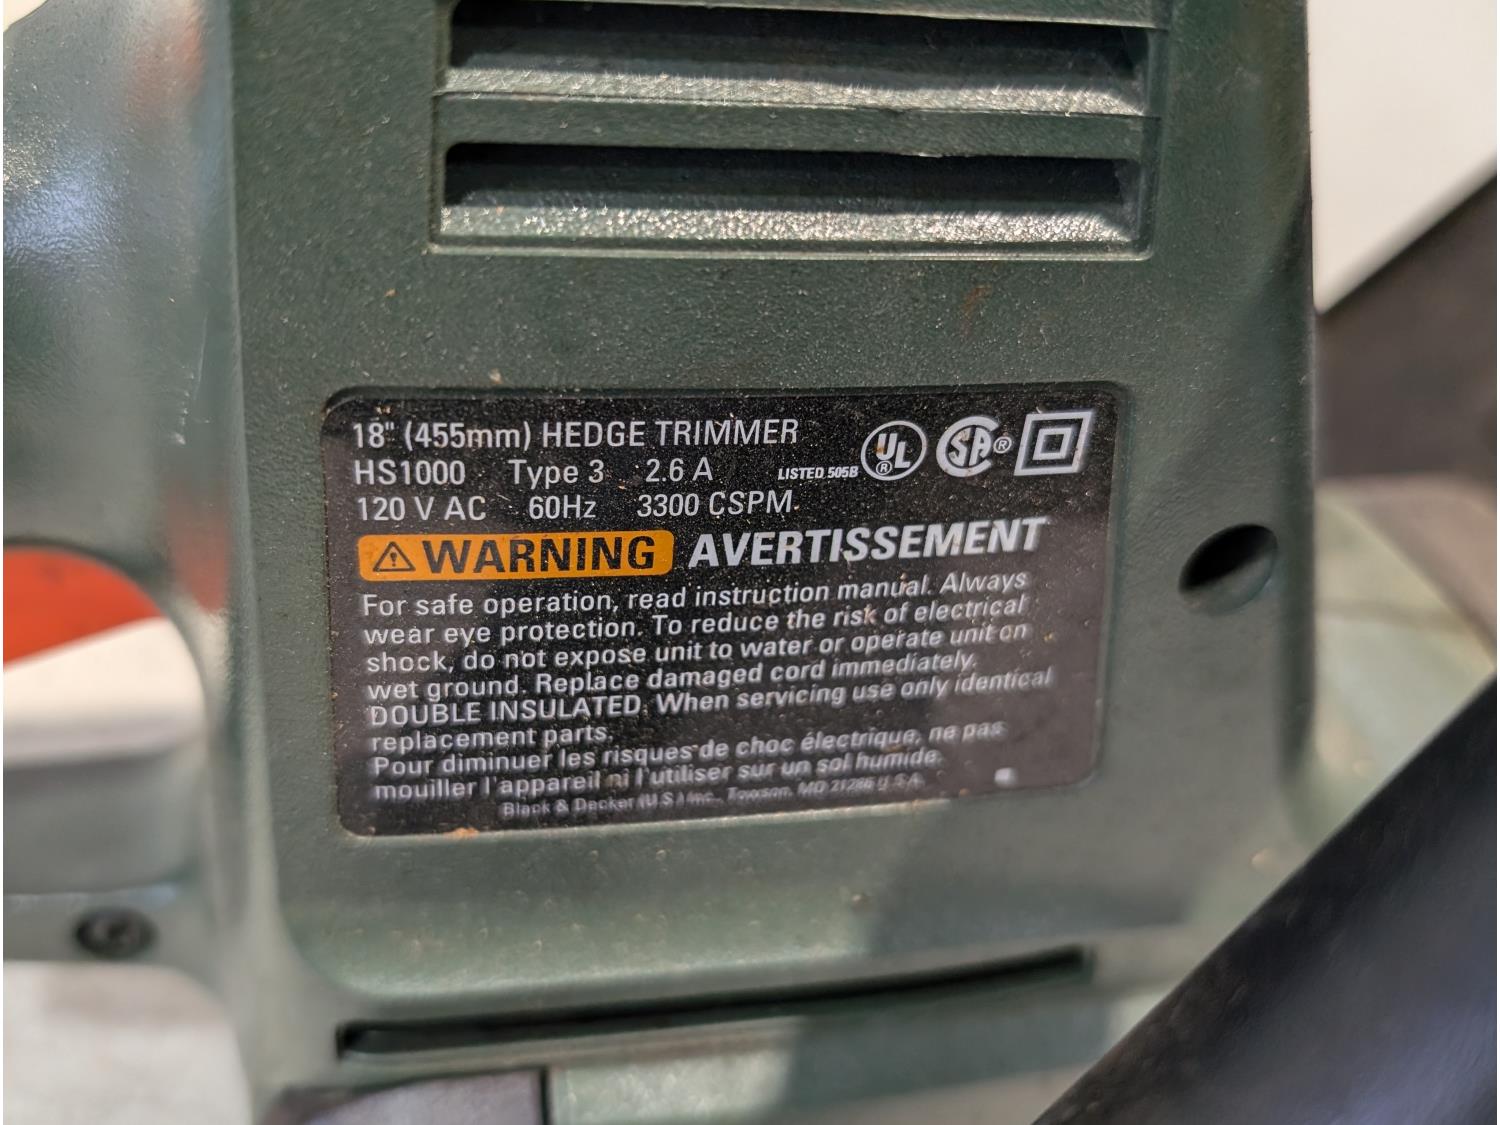 18" (455mm) HEDGE TRIMMER
HS1000 Type 3 2.6 A LISTED 505B UL ® SA ®
120 V AC 60Hz 3300 CSPM
⚠ WARNING AVERTISSEMENT
For safe operation, read instruction manual. Always
wear eye protection. To reduce the risk of electrical
shock, do not expose unit to water or operate unit on
wet ground. Replace damaged cord immediately.
DOUBLE INSULATED. When servicing use only identical
replacement parts.
Pour diminuer les risques de choc électrique, ne pas
mouiller l'appareil ni l'utiliser sur un sol humide.
Black & Decker (U.S.) Inc., Towson, MD 21286 U.S.A.